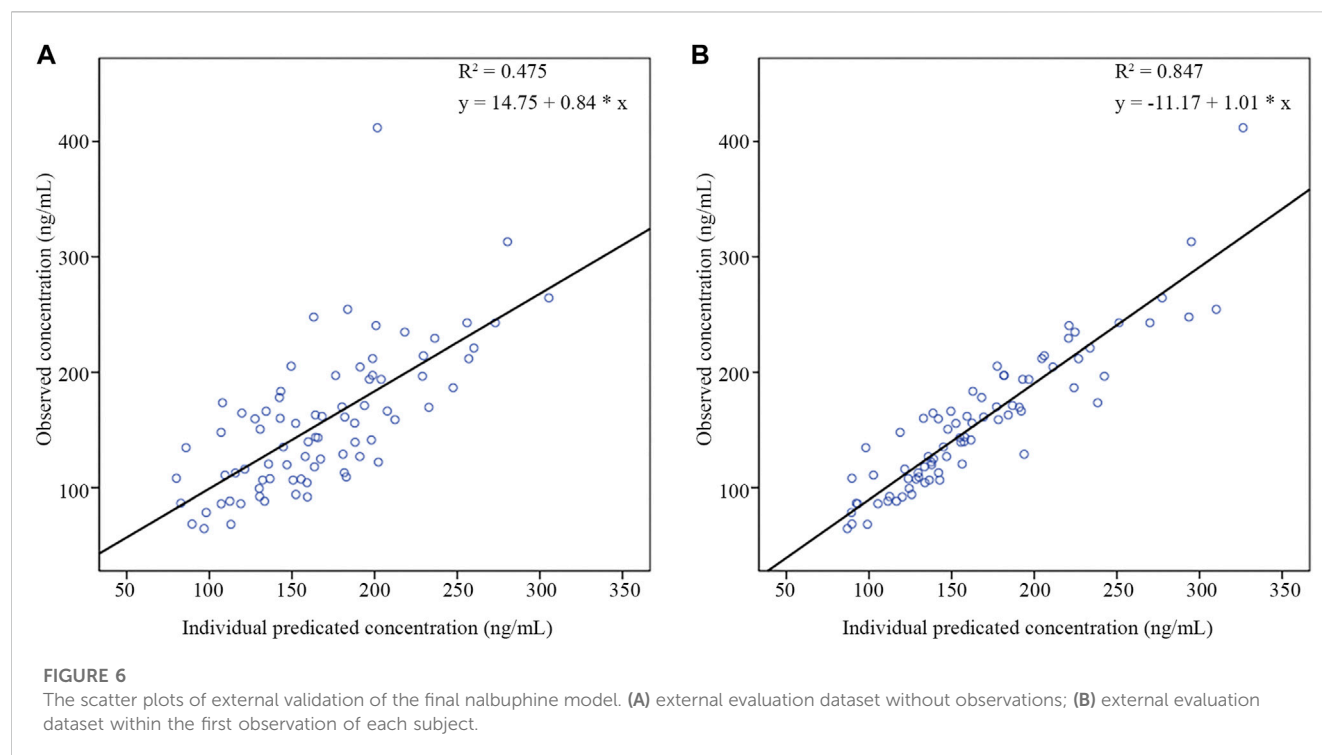 A
R² = 0.475
y = 14.75 + 0.84 * x
Observed concentration (ng/mL)
400
300
200
100
50 100 150 200 250 300 350
Individual predicated concentration (ng/mL)
B
R² = 0.847
y = -11.17 + 1.01 * x
Observed concentration (ng/mL)
400
300
200
100
50 100 150 200 250 300 350
Individual predicated concentration (ng/mL)
FIGURE 6
The scatter plots of external validation of the final nalbuphine model. (A) external evaluation dataset without observations; (B) external evaluation
dataset within the first observation of each subject.